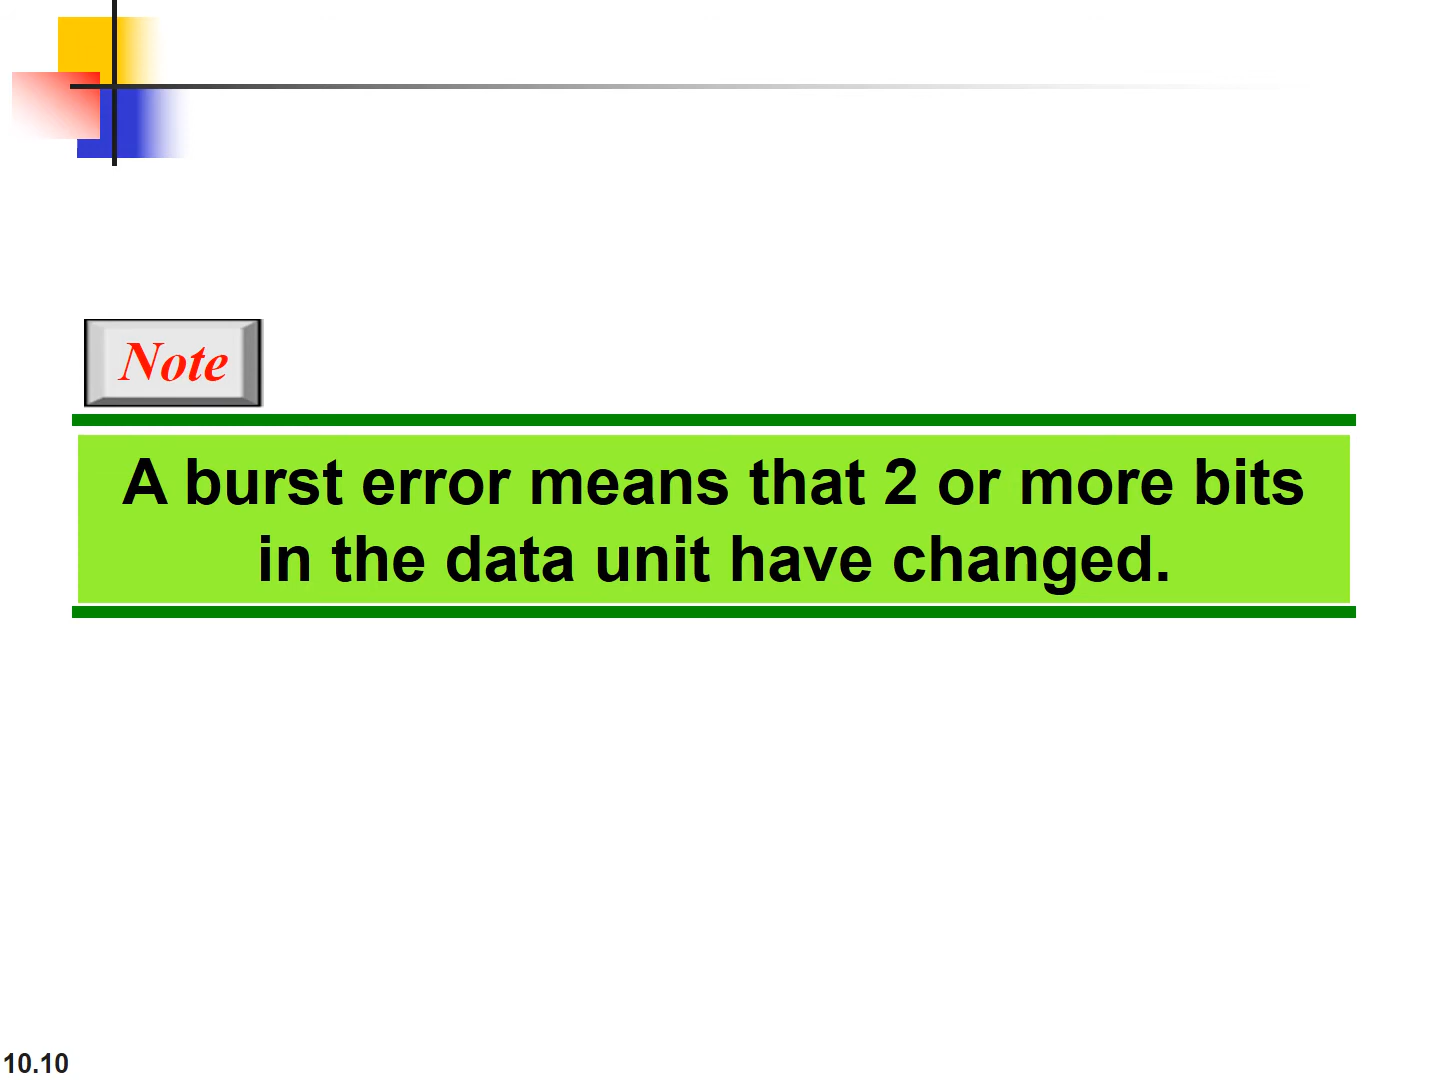 Note
A burst error means that 2 or more bits
in the data unit have changed.
10.10